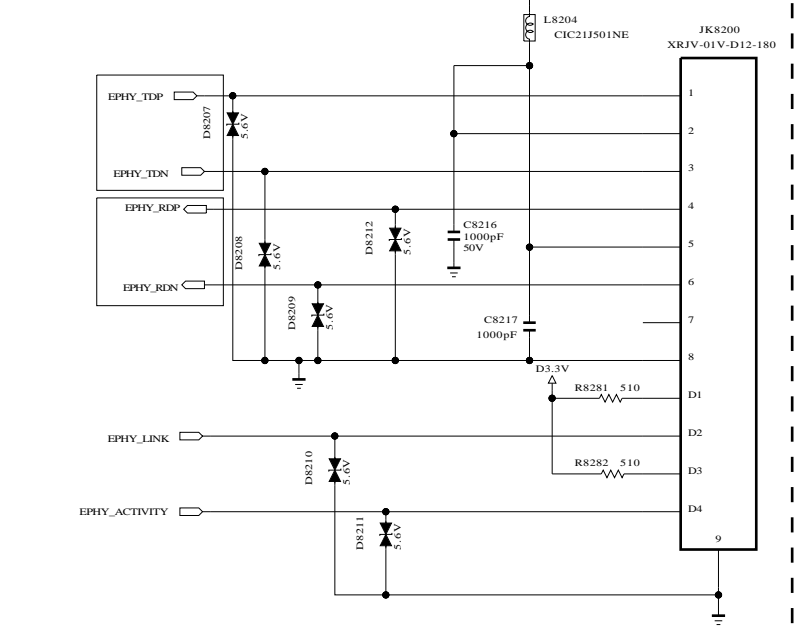 L8204
CIC21J501NE
JK8200
XRJV-01V-D12-180
EPHY_TDP
D8207
5.6V
1
2
EPHY_TDN
3
EPHY_RDP
4
D8208
5.6V
D8212
5.6V
C8216
1000pF
50V
5
EPHY_RDN
6
D8209
5.6V
C8217
1000pF
7
8
D3.3V
R8281 510
D1
EPHY_LINK
D2
D8210
5.6V
R8282 510
D3
EPHY_ACTIVITY
D4
D8211
5.6V
9